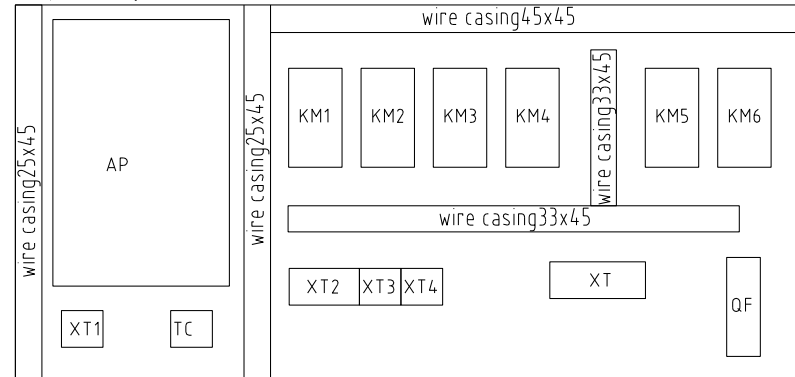 wire casing45x45
wire casing25x45
AP
wire casing25x45
KM1
KM2
KM3
KM4
wire casing33x45
KM5
KM6
wire casing33x45
XT2
XT3
XT4
XT
QF
XT1
TC